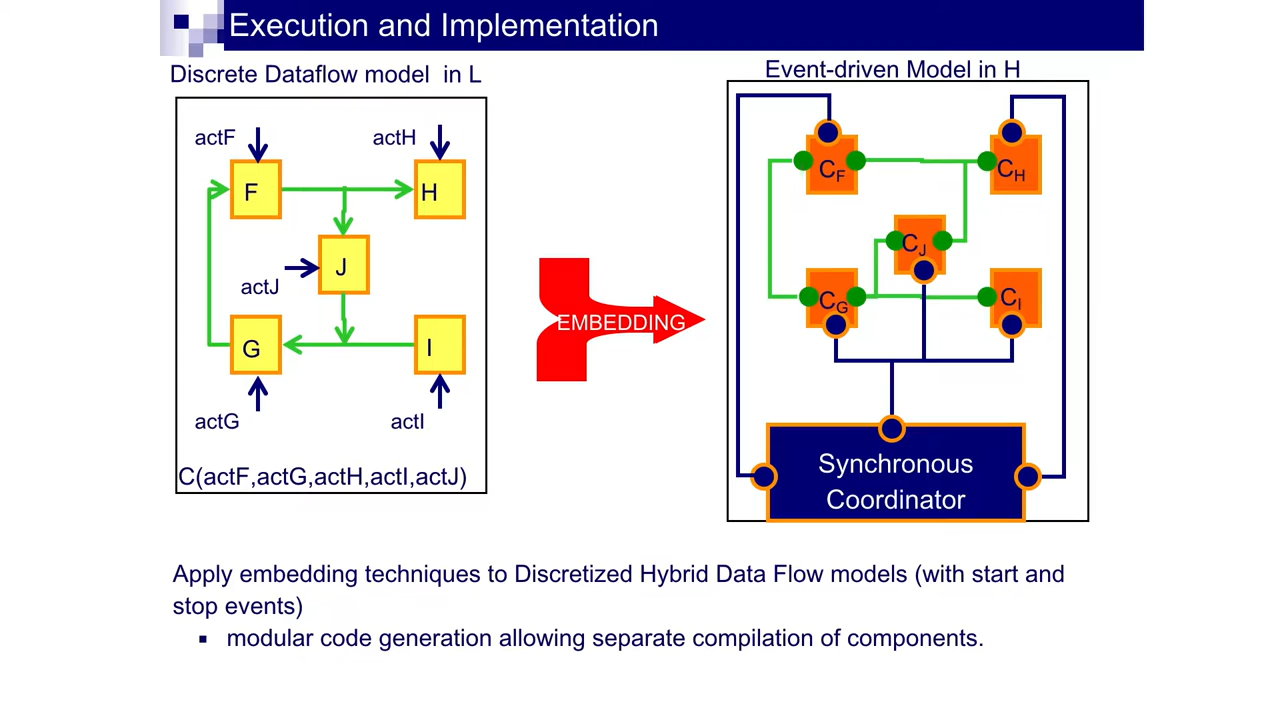 Execution and Implementation
Discrete Dataflow model in L
actF
actH
F
H
J
actJ
G
I
actG
actI
C(actF,actG,actH,actI,actJ)
EMBEDDING
Event-driven Model in H
CF
CH
CJ
CG
CI
Synchronous
Coordinator
Apply embedding techniques to Discretized Hybrid Data Flow models (with start and
stop events)
▪ modular code generation allowing separate compilation of components.